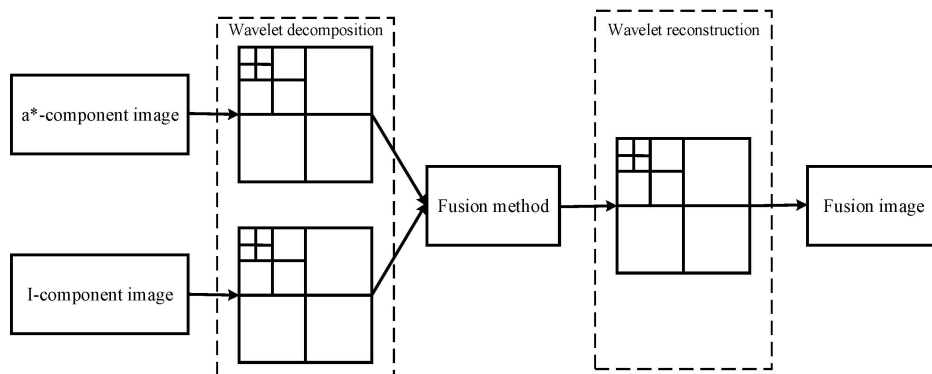 Wavelet decomposition
Wavelet reconstruction
a*-component image
Fusion method
Fusion image
I-component image